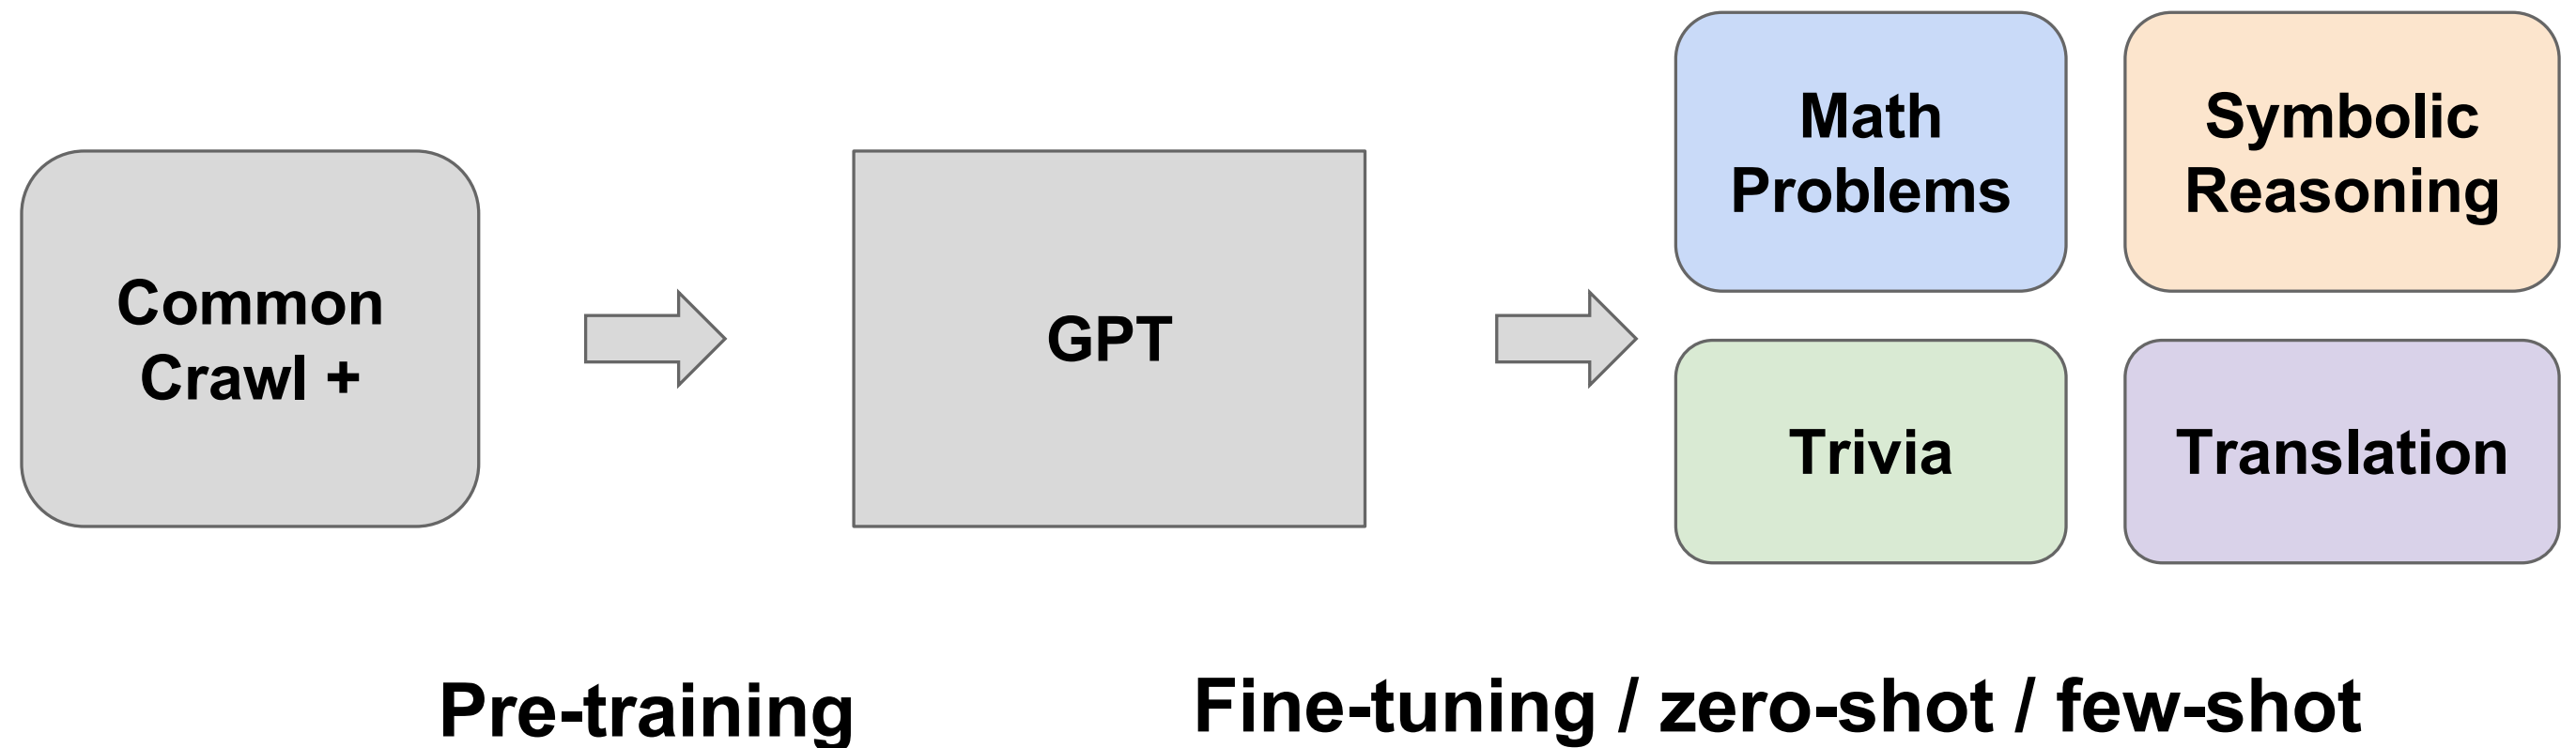 Common
Crawl +
GPT
Math
Problems
Symbolic
Reasoning
Trivia
Translation
Pre-training
Fine-tuning / zero-shot / few-shot